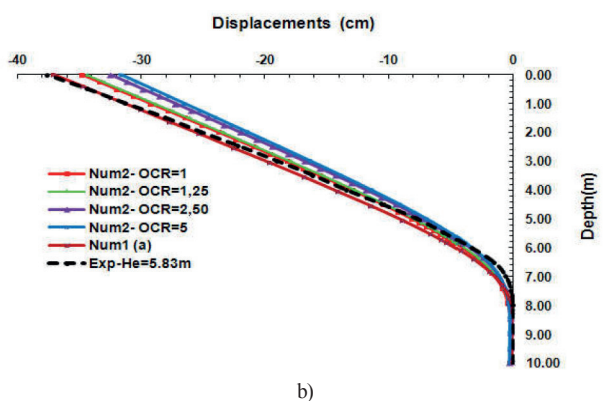 Displacements (cm)
-40 -30 -20 -10 0
0.00
1.00
2.00
3.00
4.00
5.00
6.00
7.00
8.00
9.00
10.00
Depth(m)
Num2- OCR=1
Num2- OCR=1,25
Num2- OCR=2,50
Num2- OCR=5
Num1 (a)
Exp-He=5.83m
b)